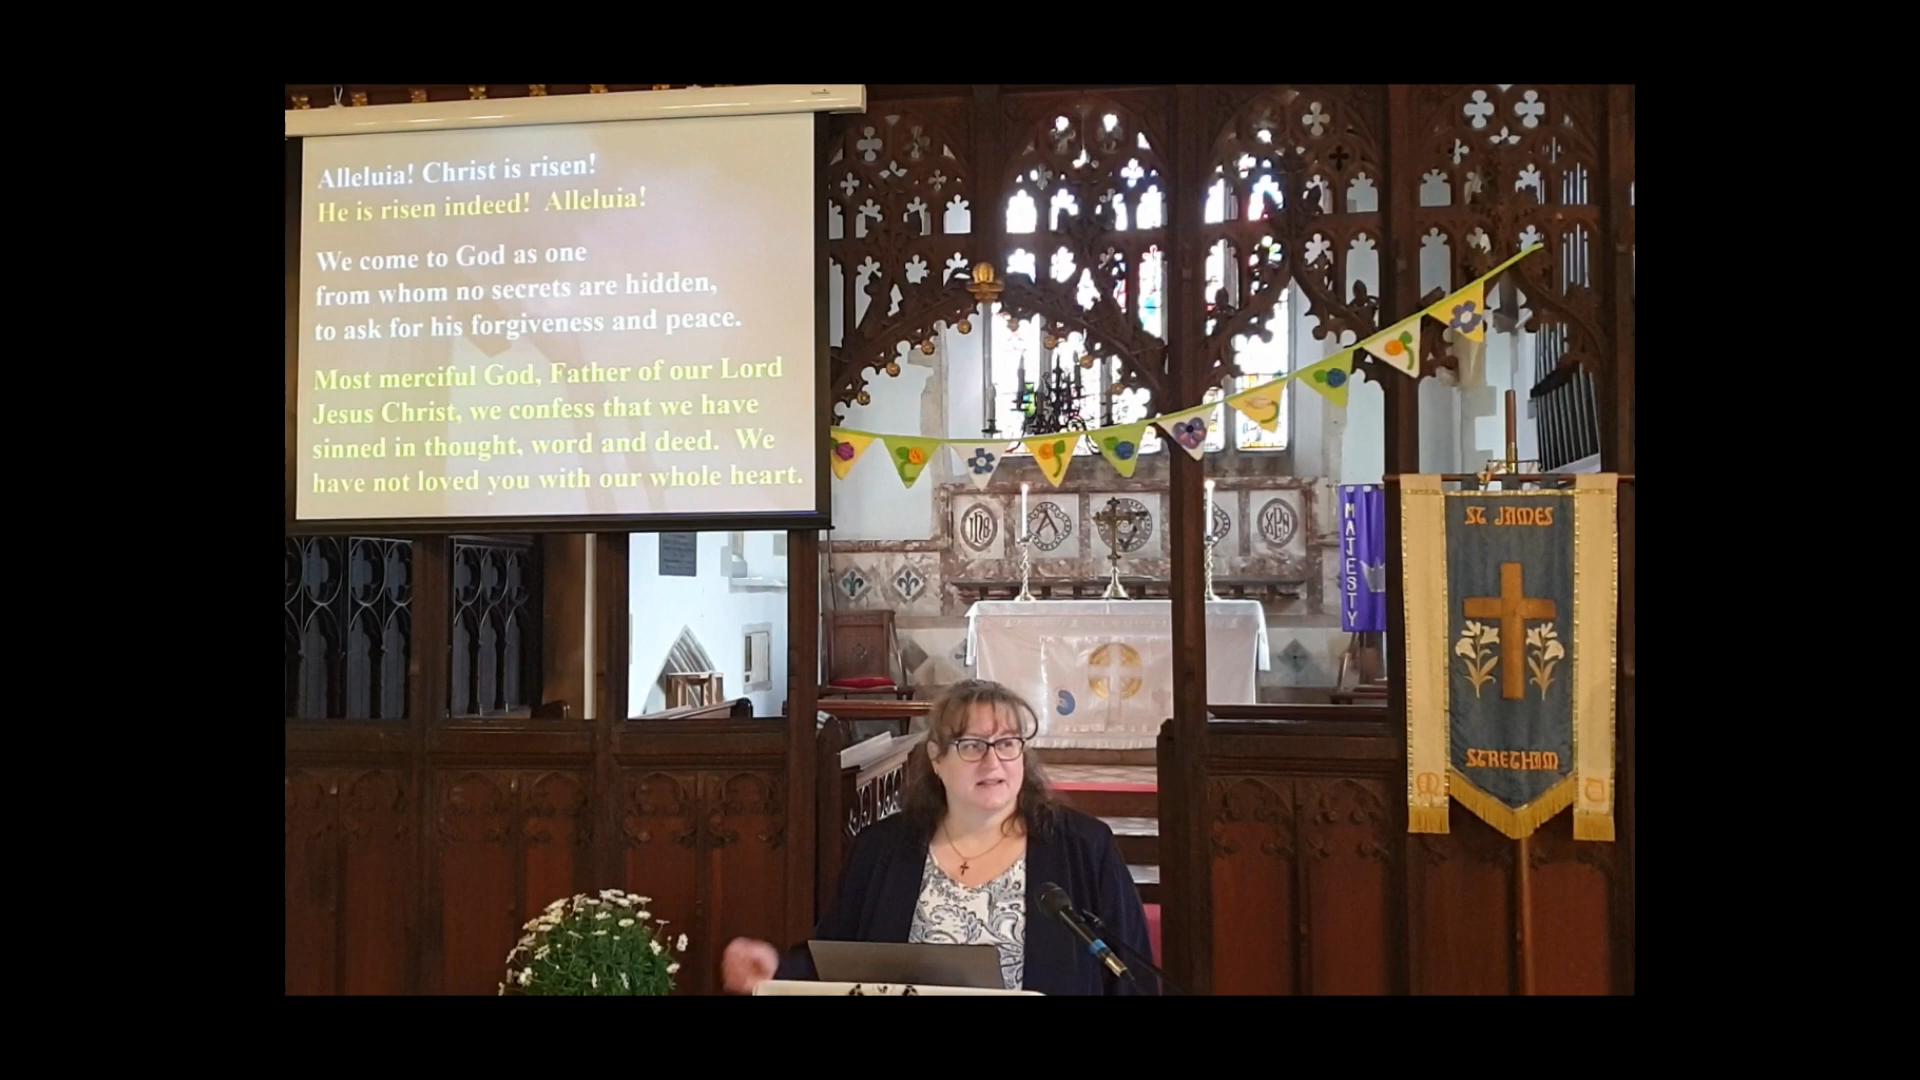 Alleluia! Christ is risen!
He is risen indeed!  Alleluia!
We come to God as one
from whom no secrets are hidden,
to ask for his forgiveness and peace.
Most merciful God, Father of our Lord
Jesus Christ, we confess that we have
sinned in thought, word and deed.  We
have not loved you with our whole heart.
MAJESTY
ST JAMES
STRETHAM